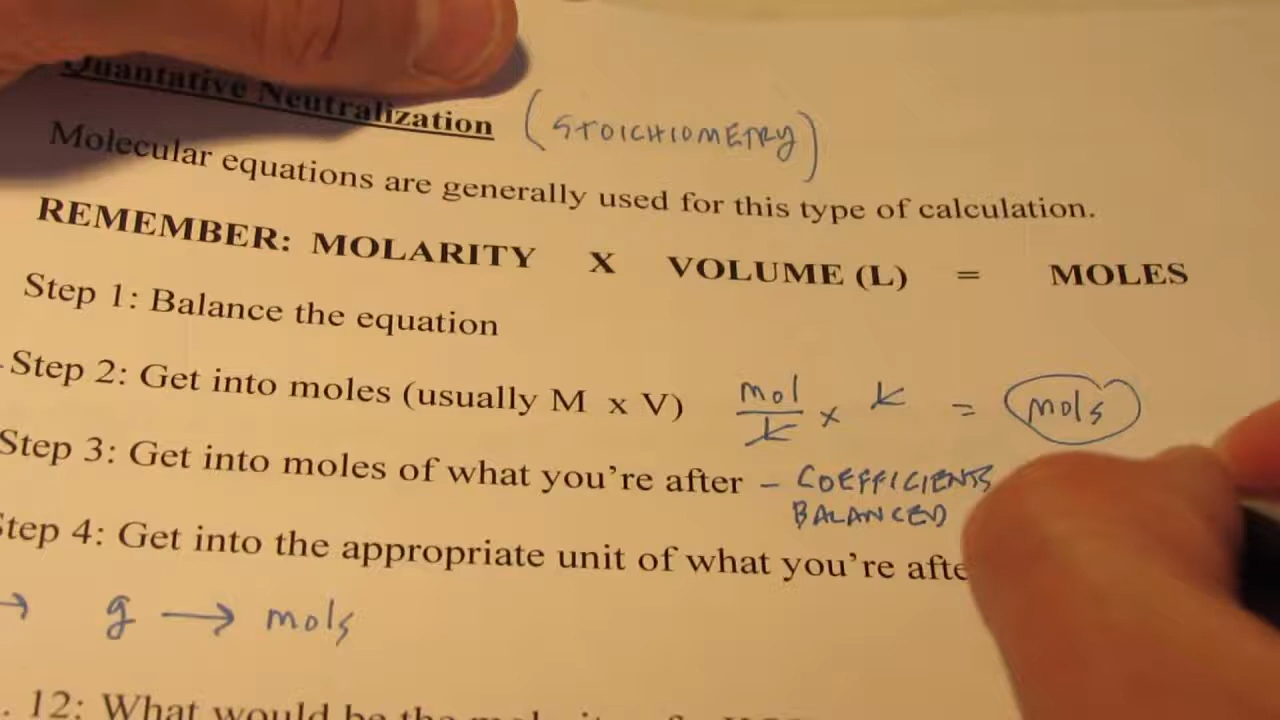 Quantative Neutralization (STOICHIOMETRY)
Molecular equations are generally used for this type of calculation.
REMEMBER: MOLARITY X VOLUME (L) = MOLES
Step 1: Balance the equation
Step 2: Get into moles (usually M x V) mol/L x L = mols
Step 3: Get into moles of what you're after - COEFFICIENTS
BALANCED
Step 4: Get into the appropriate unit of what you're afte
→ g → mols
. 12: What would be the